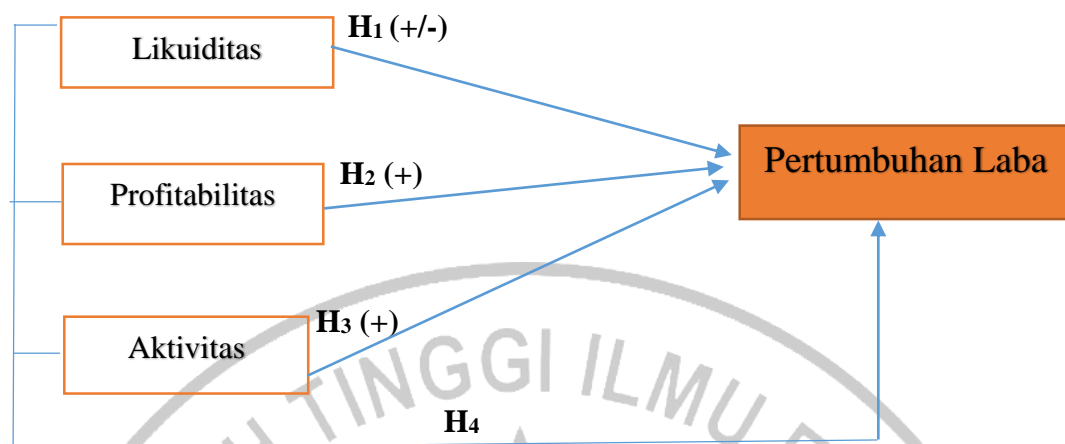 H1 (+/-)
Likuiditas
Pertumbuhan Laba
H2 (+)
Profitabilitas
H3 (+)
Aktivitas
TINGGI ILMU
H4